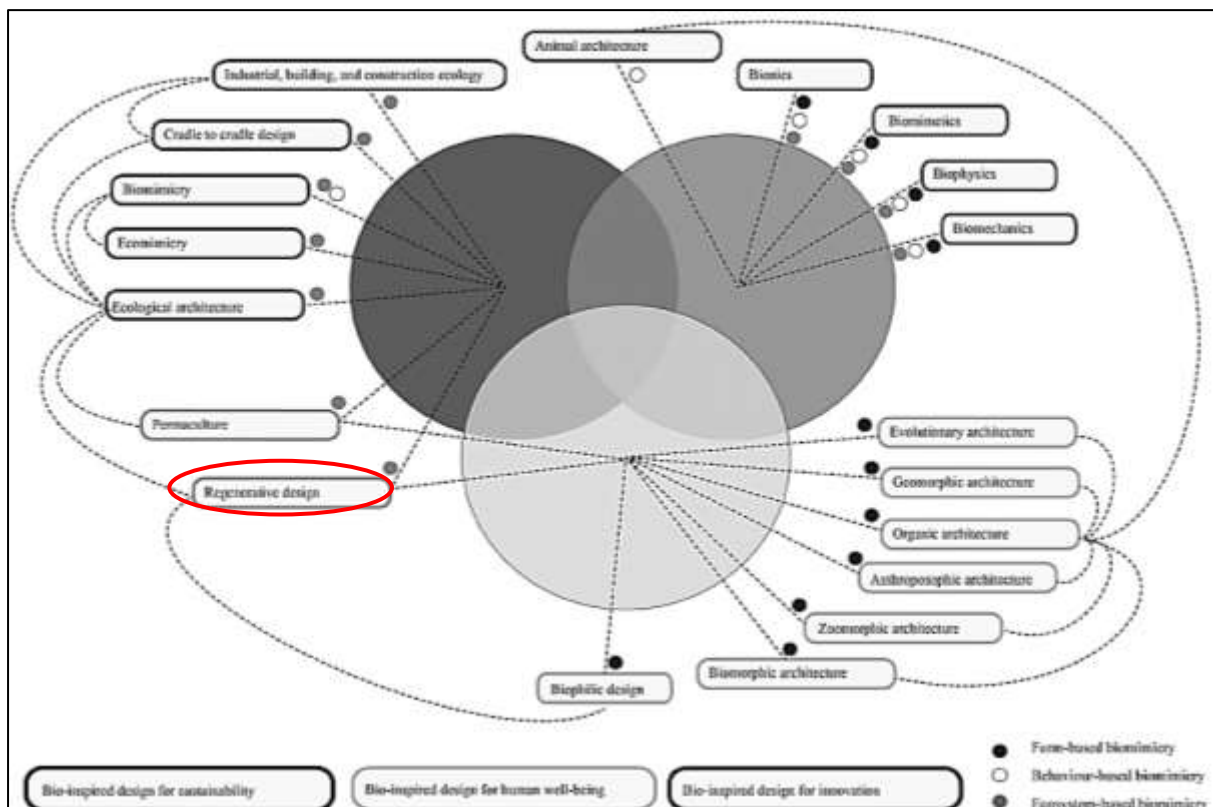 Animal architecture
Industrial, building, and construction ecology
Bionics
Cradle to cradle design
Biomimetics
Biomimicry
Biophysics
Ecomimicry
Biomechanics
Ecological architecture
Permaculture
Evolutionary architecture
Regenerative design
Geomorphic architecture
Organic architecture
Anthroposophic architecture
Zoomorphic architecture
Biomorphic architecture
Biophilic design
Form-based biomimicry
Behaviour-based biomimicry
Bio-inspired design for sustainability
Bio-inspired design for human well-being
Bio-inspired design for innovation
Ecosystem-based biomimicry